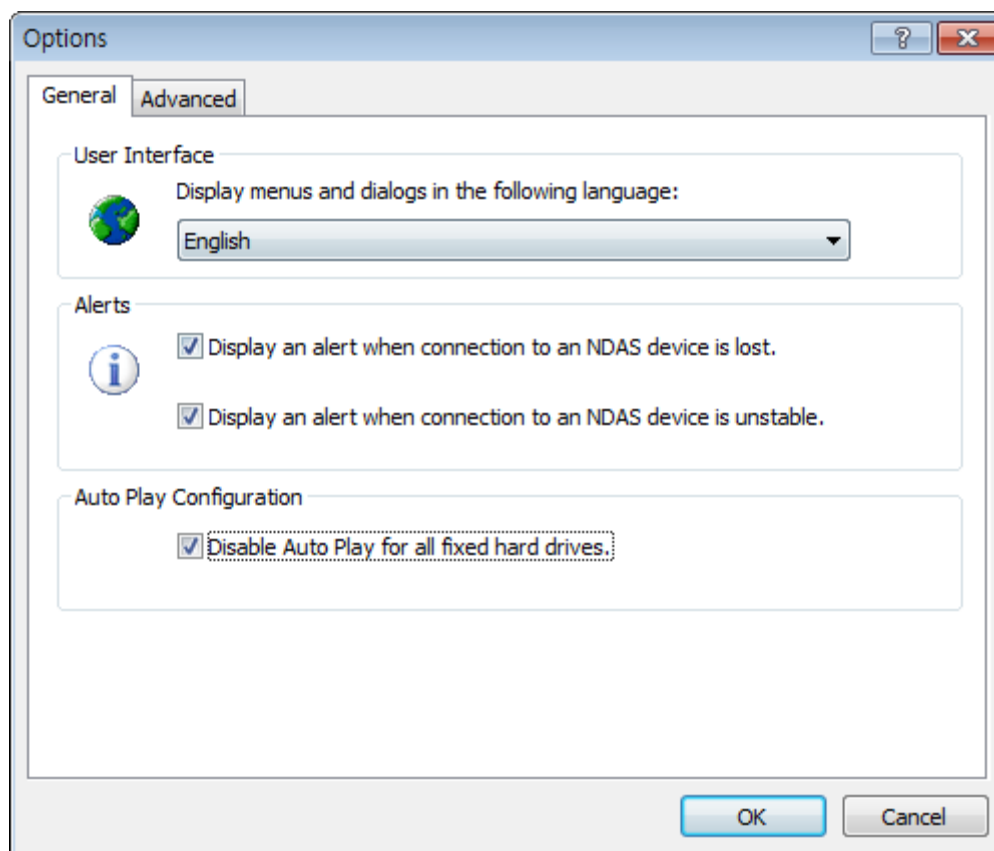 Options
General
Advanced
User Interface
Display menus and dialogs in the following language:
English
Alerts
Display an alert when connection to an NDAS device is lost.
Display an alert when connection to an NDAS device is unstable.
Auto Play Configuration
Disable Auto Play for all fixed hard drives.
OK
Cancel